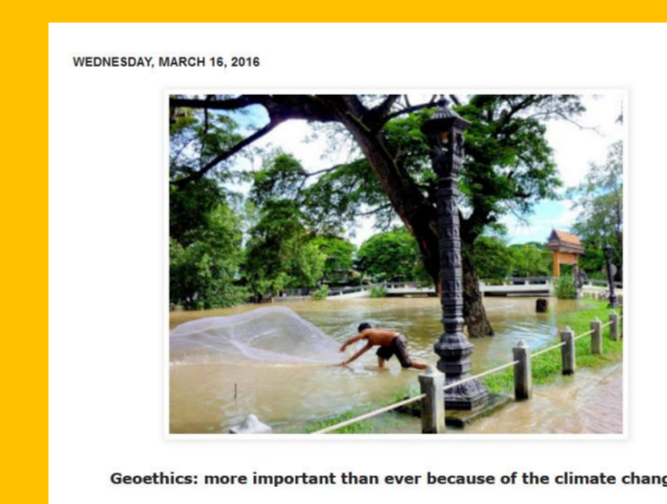 WEDNESDAY, MARCH 16, 2016
Geoethics: more important than ever because of the climate